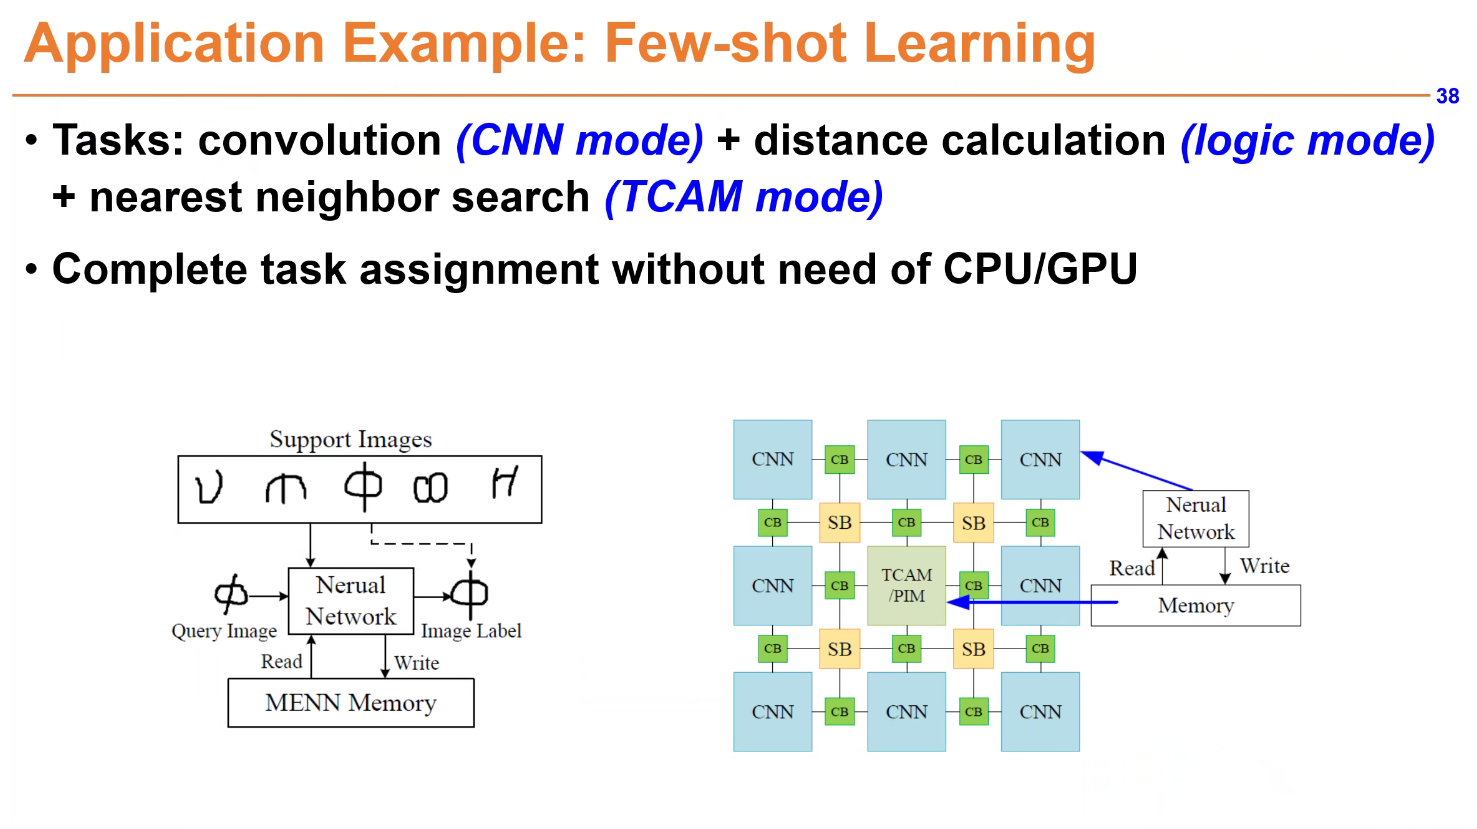 Application Example: Few-shot Learning
38
• Tasks: convolution (CNN mode) + distance calculation (logic mode)
+ nearest neighbor search (TCAM mode)
• Complete task assignment without need of CPU/GPU
Support Images
Nerual
Network
Query Image
Image Label
Read
Write
MENN Memory
CNN CB CNN CB CNN
CB SB CB SB CB
CNN CB TCAM
/PIM CB CNN
CB SB CB SB CB
CNN CB CNN CB CNN
Nerual
Network
Read
Write
Memory